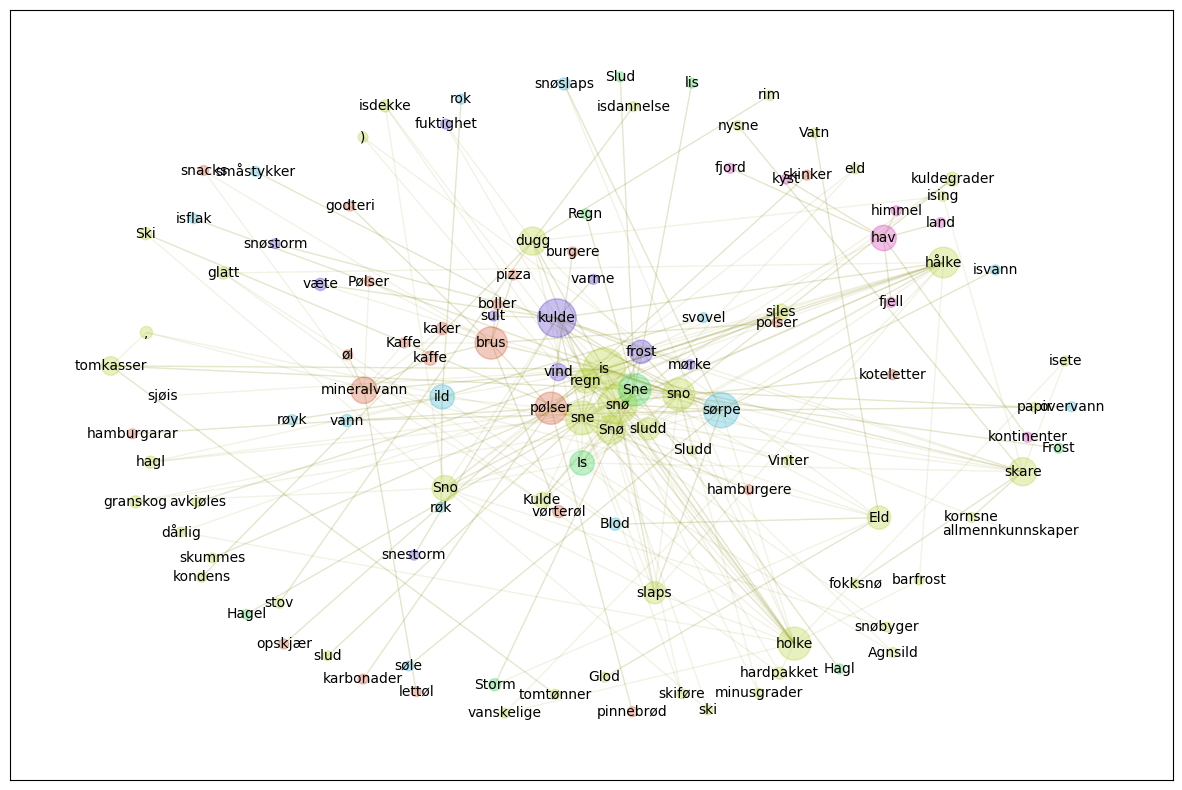 Slud
snøslaps
lis
rim
rok
isdekke
isdannelse
fuktighet
nysne
Vatn
)
fjord
eld
snacks
småstykker
skinker
kyst
kuldegrader
ising
godteri
himmel
Regn
isflak
land
Ski
hav
dugg
snøstorm
burgere
hålke
isvann
glatt
pizza
varme
Pølser
væte
fjell
boller
siles
sult
kulde
svovel
polser
kaker
,
Kaffe
brus
frost
øl
kaffe
isete
mørke
tomkasser
is
vind
koteletter
regn
mineralvann
Sne
sno
sjøis
ild
snø
papir
overvann
pølser
sørpe
sne
røyk
vann
Snø
sludd
hamburgarar
kontinenter
Frost
Sludd
hagl
Is
Vinter
skare
Sno
hamburgere
granskog
avkjøles
Kulde
røk
vørterøl
Eld
kornsne
Blod
dårlig
allmennkunnskaper
snestorm
skummes
kondens
barfrost
fokksnø
slaps
stov
Hagel
snøbyger
opskjær
holke
Agnsild
slud
søle
Hagl
hardpakket
Glod
karbonader
Storm
lettøl
minusgrader
tomtønner
skiføre
ski
vanskelige
pinnebrød